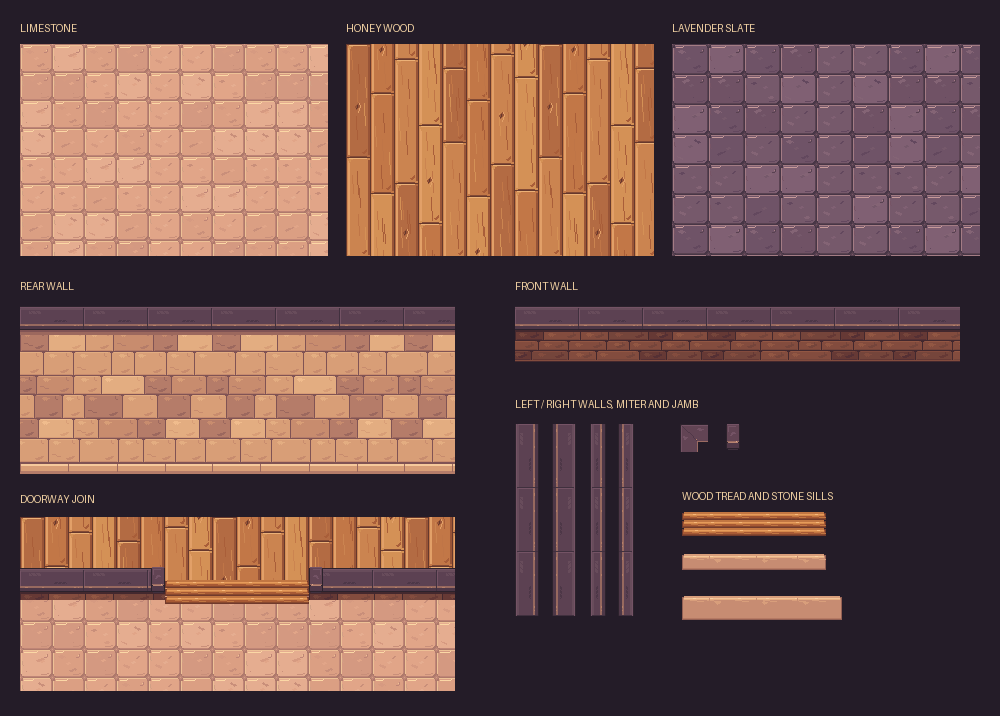 LIMESTONE
HONEY WOOD
LAVENDER SLATE
REAR WALL
FRONT WALL
LEFT / RIGHT WALLS, MITER AND JAMB
DOORWAY JOIN
WOOD TREAD AND STONE SILLS